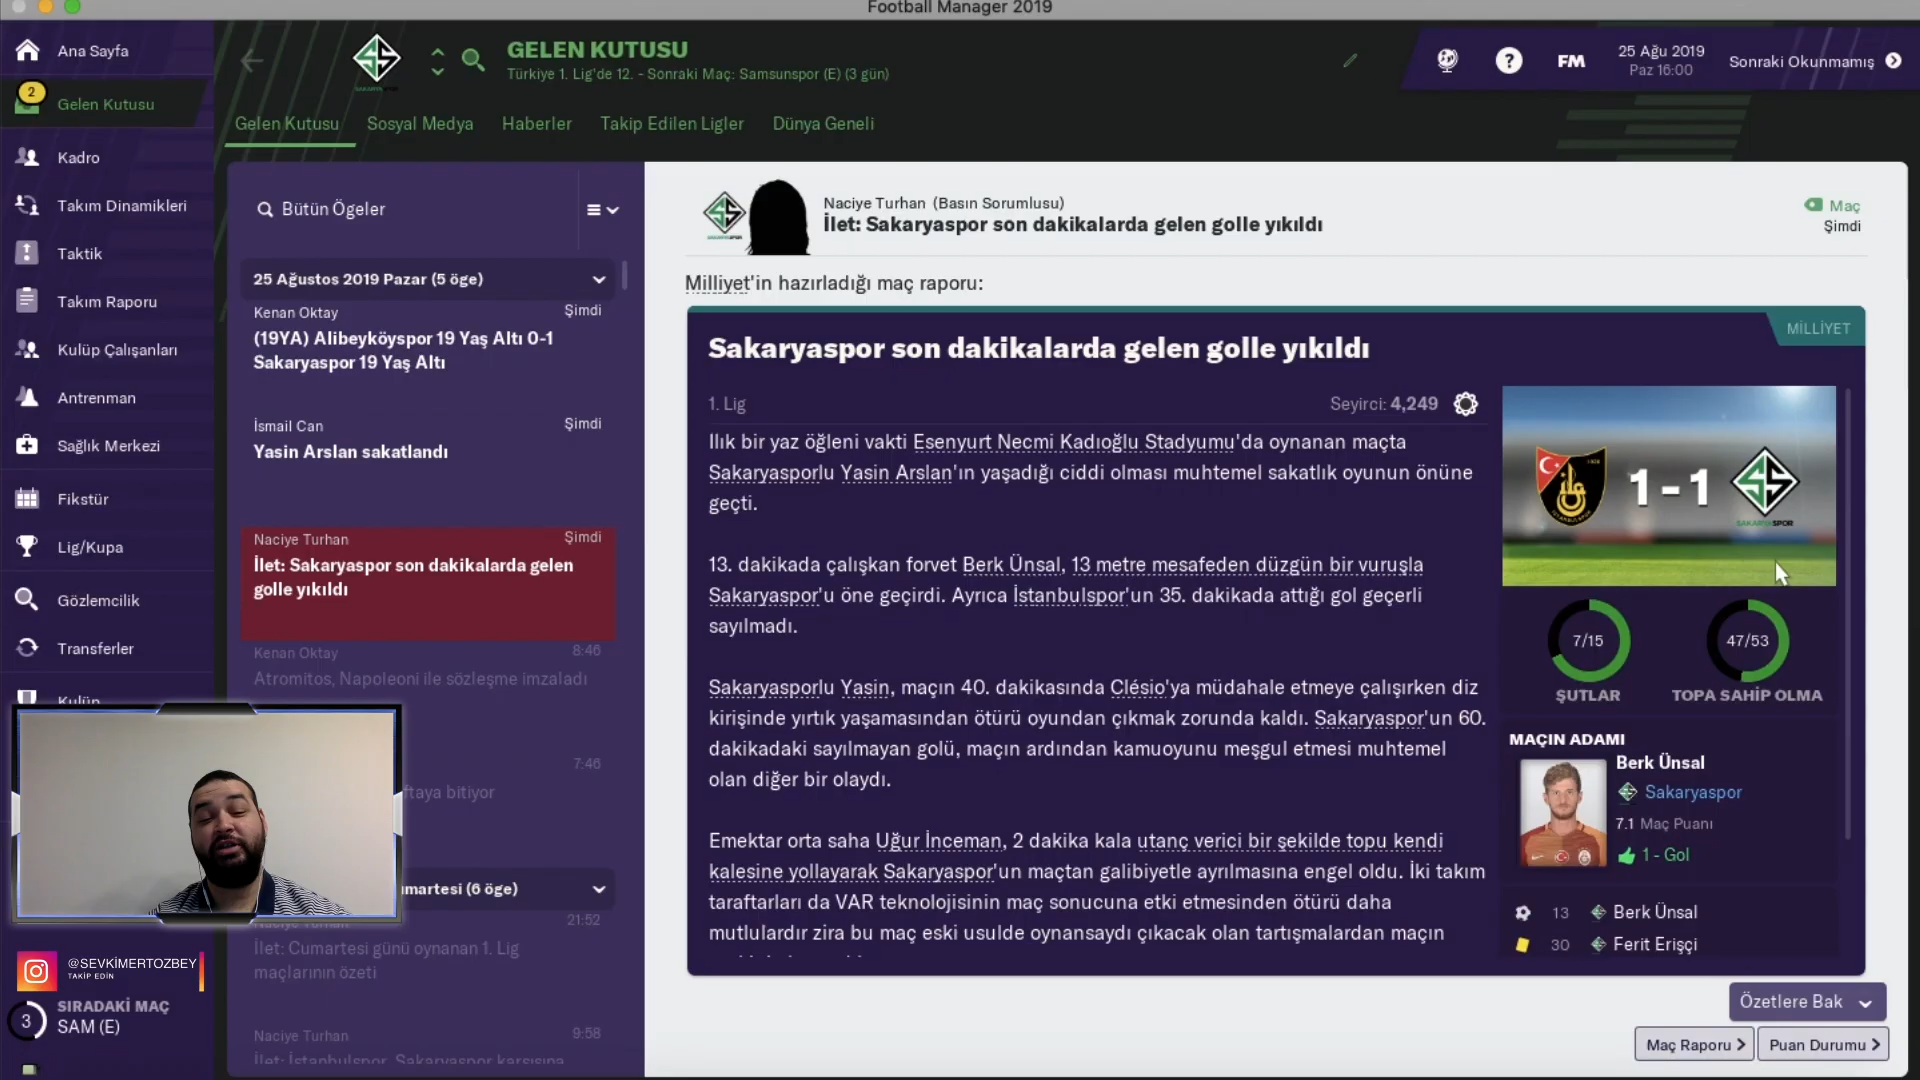 Football Manager 2019
Ana Sayfa
2
Gelen Kutusu
Kadro
Takım Dinamikleri
Taktik
Takım Raporu
Kulüp Çalışanları
Antrenman
Sağlık Merkezi
Fikstür
Lig/Kupa
Gözlemcilik
Transferler
Kulüp
@SEVKİMERTOZBEY
TAKİP EDİN
3
SIRADAKİ MAÇ
SAM (E)
GELEN KUTUSU
Türkiye 1. Lig'de 12. - Sonraki Maç: Samsunspor (E) (3 gün)
? FM
25 Ağu 2019
Paz 16:00
Sonraki Okunmamış
Gelen Kutusu Sosyal Medya Haberler Takip Edilen Ligler Dünya Geneli
Bütün Ögeler
25 Ağustos 2019 Pazar (5 öge)
Kenan Oktay Şimdi
(19YA) Alibeyköyspor 19 Yaş Altı 0-1
Sakaryaspor 19 Yaş Altı
İsmail Can Şimdi
Yasin Arslan sakatlandı
Naciye Turhan Şimdi
İlet: Sakaryaspor son dakikalarda gelen
golle yıkıldı
Kenan Oktay 8:46
Atromitos, Napoleoni ile sözleşme imzaladı
7:46
ftaya bitiyor
martesi (6 öge)
Naciye Turhan 21:52
İlet: Cumartesi günü oynanan 1. Lig
maçlarının özeti
Naciye Turhan 9:58
İlet: İstanbulspor, Sakaryaspor karşısına
Naciye Turhan (Basın Sorumlusu)
İlet: Sakaryaspor son dakikalarda gelen golle yıkıldı
Maç
Şimdi
Milliyet'in hazırladığı maç raporu:
MİLLİYET
Sakaryaspor son dakikalarda gelen golle yıkıldı
1. Lig Seyirci: 4,249
Ilık bir yaz öğleni vakti Esenyurt Necmi Kadıoğlu Stadyumu'da oynanan maçta
Sakaryasporlu Yasin Arslan'ın yaşadığı ciddi olması muhtemel sakatlık oyunun önüne
geçti.
13. dakikada çalışkan forvet Berk Ünsal, 13 metre mesafeden düzgün bir vuruşla
Sakaryaspor'u öne geçirdi. Ayrıca İstanbulspor'un 35. dakikada attığı gol geçerli
sayılmadı.
Sakaryasporlu Yasin, maçın 40. dakikasında Clésio'ya müdahale etmeye çalışırken diz
kirişinde yırtık yaşamasından ötürü oyundan çıkmak zorunda kaldı. Sakaryaspor'un 60.
dakikadaki sayılmayan golü, maçın ardından kamuoyunu meşgul etmesi muhtemel
olan diğer bir olaydı.
Emektar orta saha Uğur İnceman, 2 dakika kala utanç verici bir şekilde topu kendi
kalesine yollayarak Sakaryaspor'un maçtan galibiyetle ayrılmasına engel oldu. İki takım
taraftarları da VAR teknolojisinin maç sonucuna etki etmesinden ötürü daha
mutlulardır zira bu maç eski usulde oynansaydı çıkacak olan tartışmalardan maçın
1 - 1
SAKARYASPOR
7/15 47/53
ŞUTLAR TOPA SAHİP OLMA
MAÇIN ADAMI
Berk Ünsal
Sakaryaspor
7.1 Maç Puanı
1 - Gol
13 Berk Ünsal
30 Ferit Erişçi
Özetlere Bak
Maç Raporu Puan Durumu